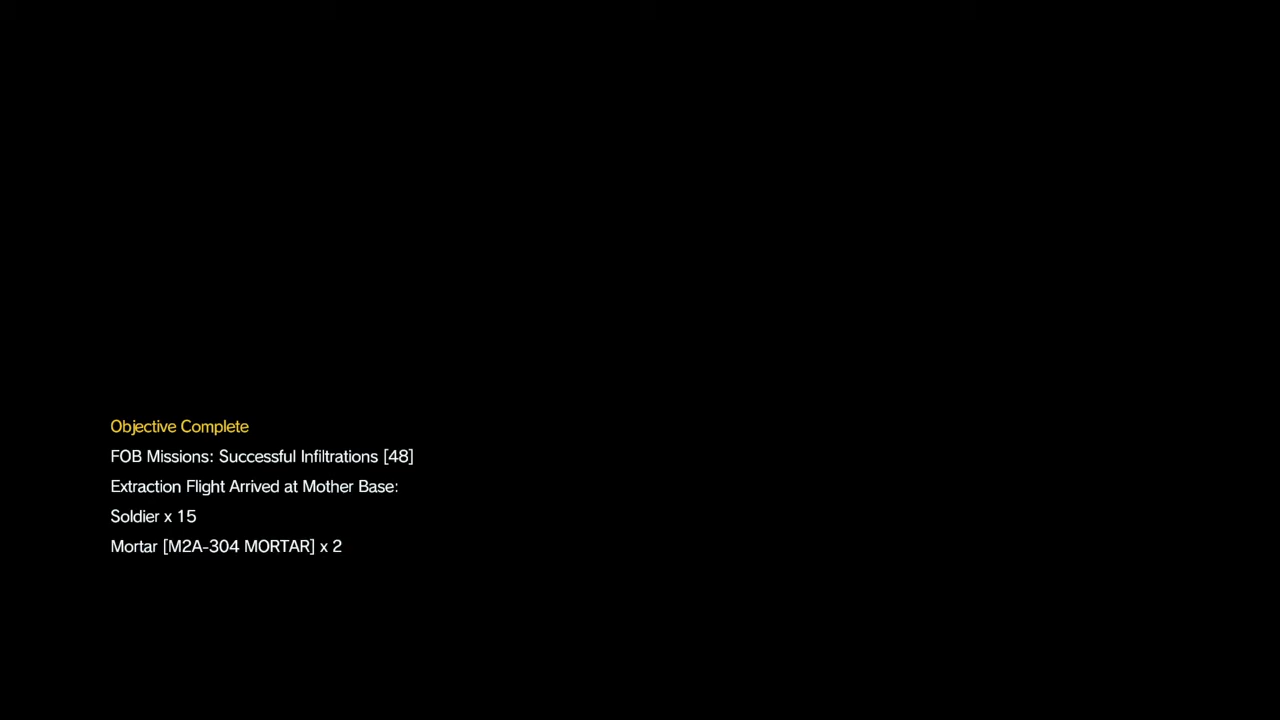 Objective Complete
FOB Missions: Successful Infiltrations [48]
Extraction Flight Arrived at Mother Base:
Soldier x 15
Mortar [M2A-304 MORTAR] x 2